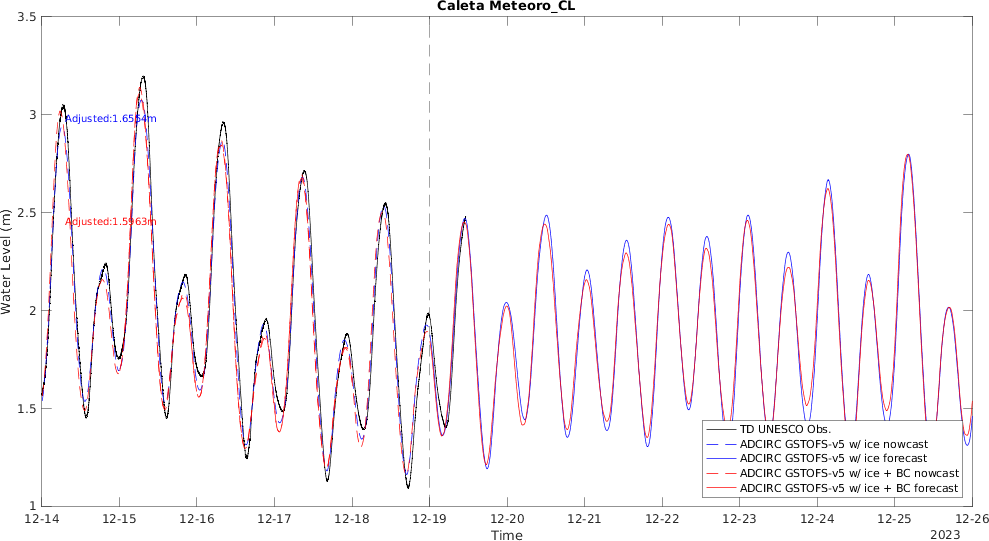 Caleta Meteoro_CL
3.5
3
2.5
2
1.5
1
Water Level (m)
Adjusted:1.6554m
Adjusted:1.5963m
TD UNESCO Obs.
ADCIRC GSTOFS-v5 w/ ice nowcast
ADCIRC GSTOFS-v5 w/ ice forecast
ADCIRC GSTOFS-v5 w/ ice + BC nowcast
ADCIRC GSTOFS-v5 w/ ice + BC forecast
12-14 12-15 12-16 12-17 12-18 12-19 12-20 12-21 12-22 12-23 12-24 12-25 12-26
Time
2023